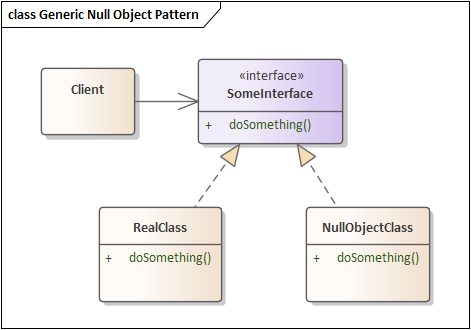 class Generic Null Object Pattern
Client
«interface»
SomeInterface
+ doSomething()
RealClass
+ doSomething()
NullObjectClass
+ doSomething()